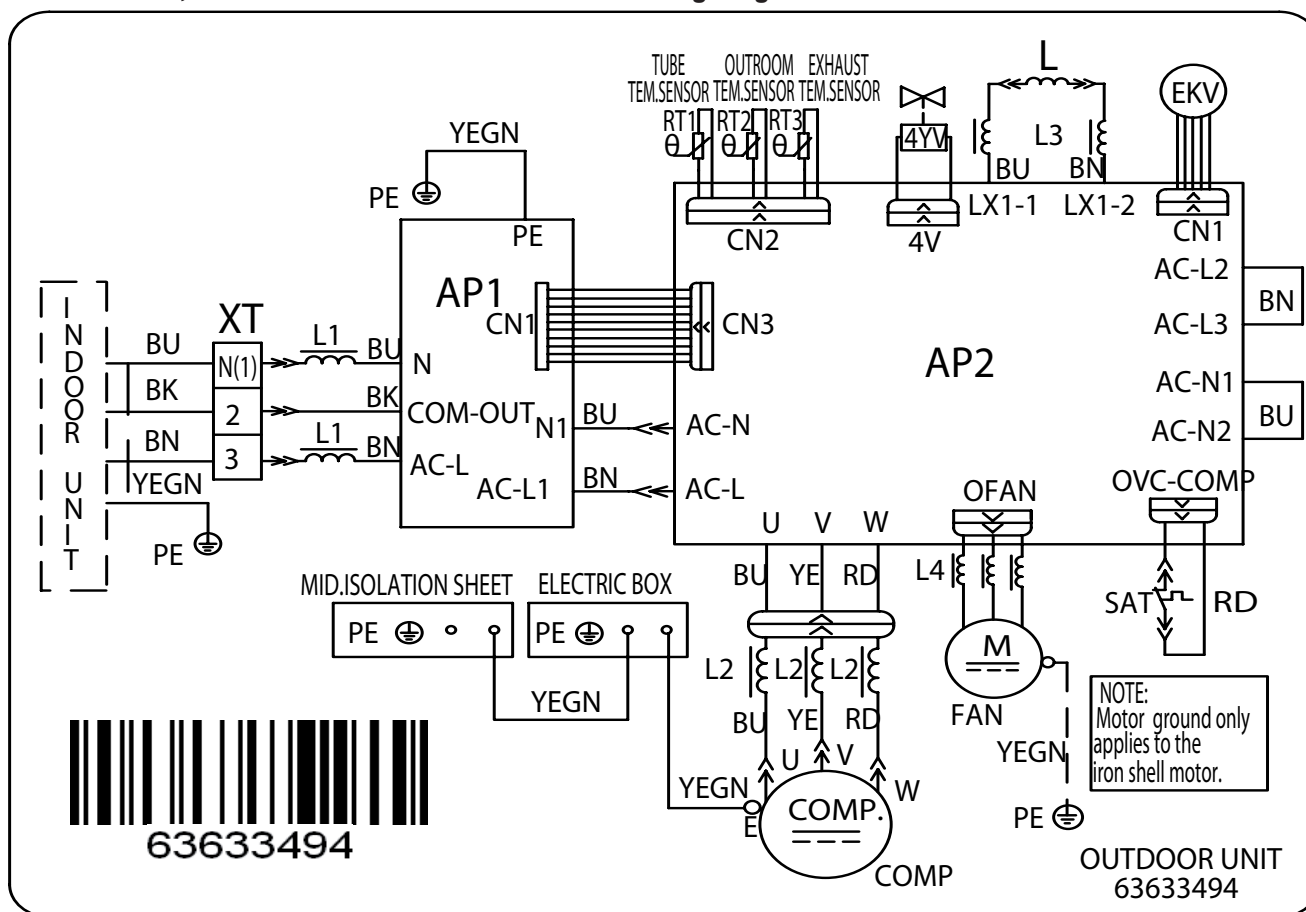 TUBE
TEM.SENSOR
OUTROOM
TEM.SENSOR
EXHAUST
TEM.SENSOR
RT1
RT2
RT3
θ
θ
θ
4YV
L
L3
EKV
BU
BN
LX1-1
LX1-2
CN2
4V
CN1
YEGN
PE
PE
AP1
CN1
CN3
AP2
AC-L2
BN
AC-L3
AC-N1
BU
AC-N2
INDOOR UNIT
XT
BU
N(1)
L1
BU
N
BK
2
BK
COM-OUT
BN
3
L1
BN
AC-L
YEGN
PE
N1
BU
AC-N
AC-L1
BN
AC-L
U
V
W
OFAN
OVC-COMP
BU
YE
RD
L4
SAT
RD
MID.ISOLATION SHEET
ELECTRIC BOX
PE
PE
YEGN
L2
L2
L2
BU
YE
RD
M
FAN
YEGN
PE
NOTE:
Motor ground only
applies to the
iron shell motor.
U
V
W
YEGN
E
COMP.
COMP
63633494
OUTDOOR UNIT
63633494